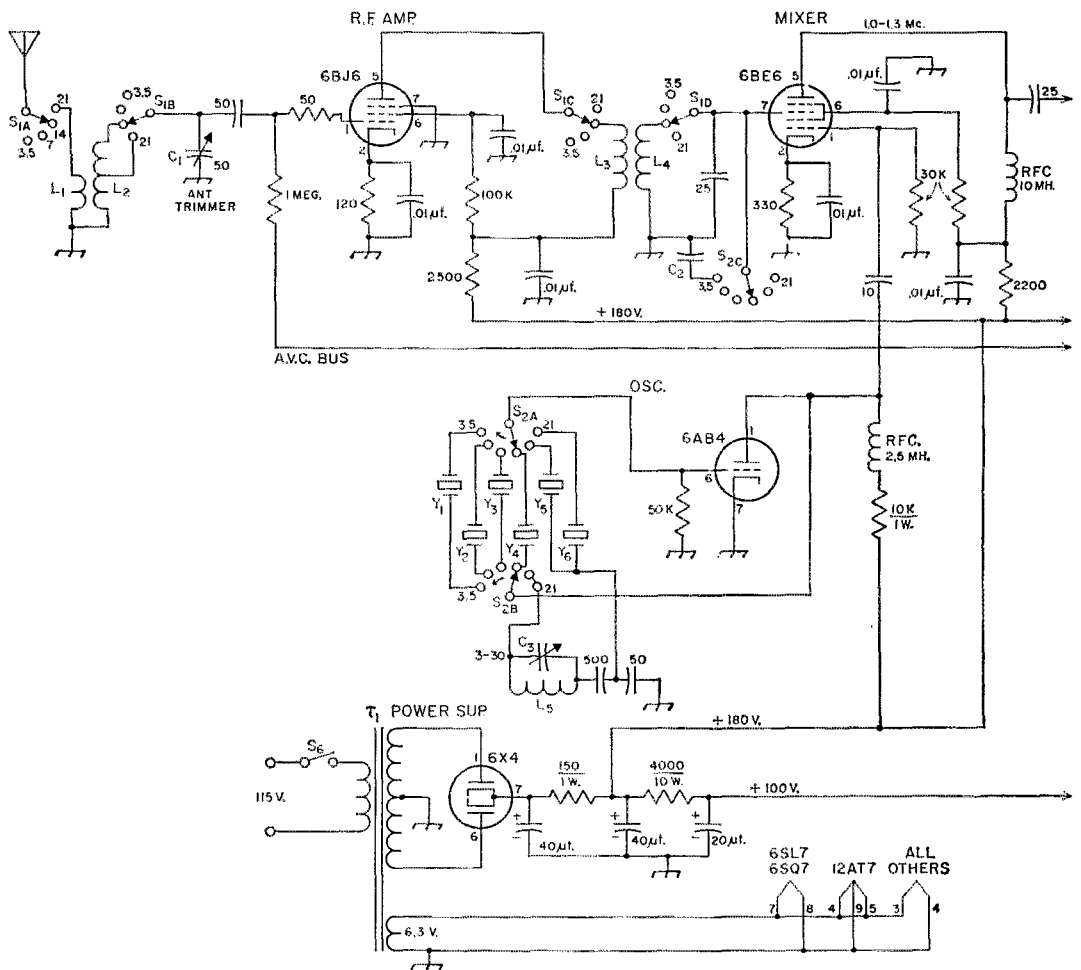 R.F. AMP.
MIXER
1.0-1.3 Mc.
6BJ6
6BE6
S1A
21
14
7
3.5
3.5
S1B
21
50
50
C1
50
ANT
TRIMMER
L1
L2
1 MEG.
5
7
6
1
2
120
.01µf.
100K
.01µf.
2500
.01µf.
S1C
21
3.5
L3
3.5
S1D
21
L4
25
C2
S2C
3.5
21
5
7
6
1
2
330
.01µf.
.01µf.
30K
10
.01µf.
25
RFC
10 MH.
2200
+180V.
A.V.C. BUS
OSC.
S2A
3.5
21
6AB4
1
6
7
50K
RFC.
2.5 MH.
10K
1W.
Y1
Y2
Y3
Y4
Y5
Y6
3.5
S2B
21
C3
3-30
L5
500
50
T1 POWER SUP.
S6
115 V.
6X4
1
7
6
150
1 W.
4000
10 W.
+180 V.
+100 V.
+
-
40µf.
+
-
40µf.
+
-
20µf.
6SL7
6SQ7
12AT7
ALL
OTHERS
7
8
4
9
5
3
4
6.3 V.